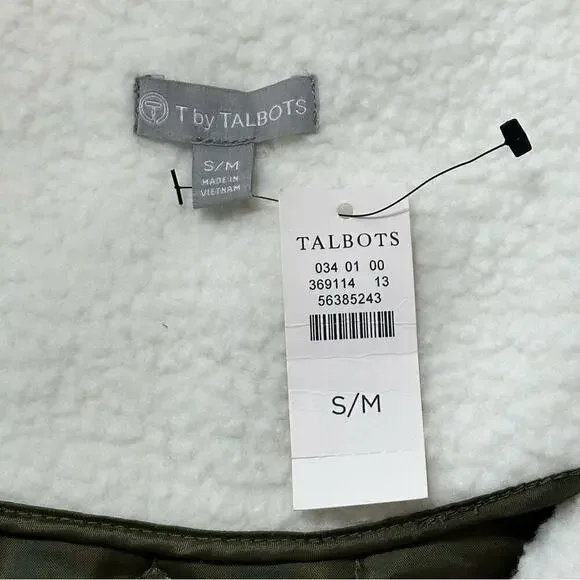 T by TALBOTS
S/M
MADE IN
VIETNAM
TALBOTS
034 01 00
369114 13
56385243
S/M